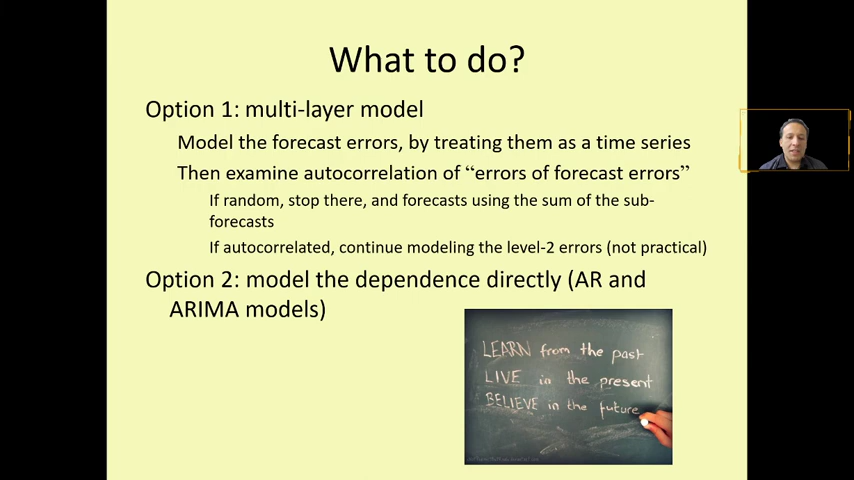 What to do?
Option 1: multi-layer model
Model the forecast errors, by treating them as a time series
Then examine autocorrelation of “errors of forecast errors”
If random, stop there, and forecasts using the sum of the sub-
forecasts
If autocorrelated, continue modeling the level-2 errors (not practical)
Option 2: model the dependence directly (AR and
ARIMA models)
LEARN from the past
LIVE in the present
BELIEVE in the future